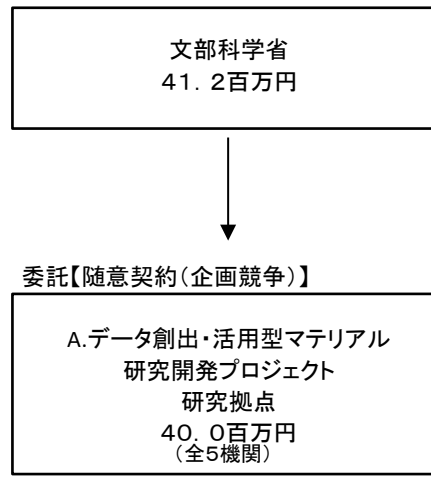 文部科学省
41. 2百万円
委託【随意契約(企画競争)】
A.データ創出・活用型マテリアル
研究開発プロジェクト
研究拠点
40. 0百万円
(全5機関)